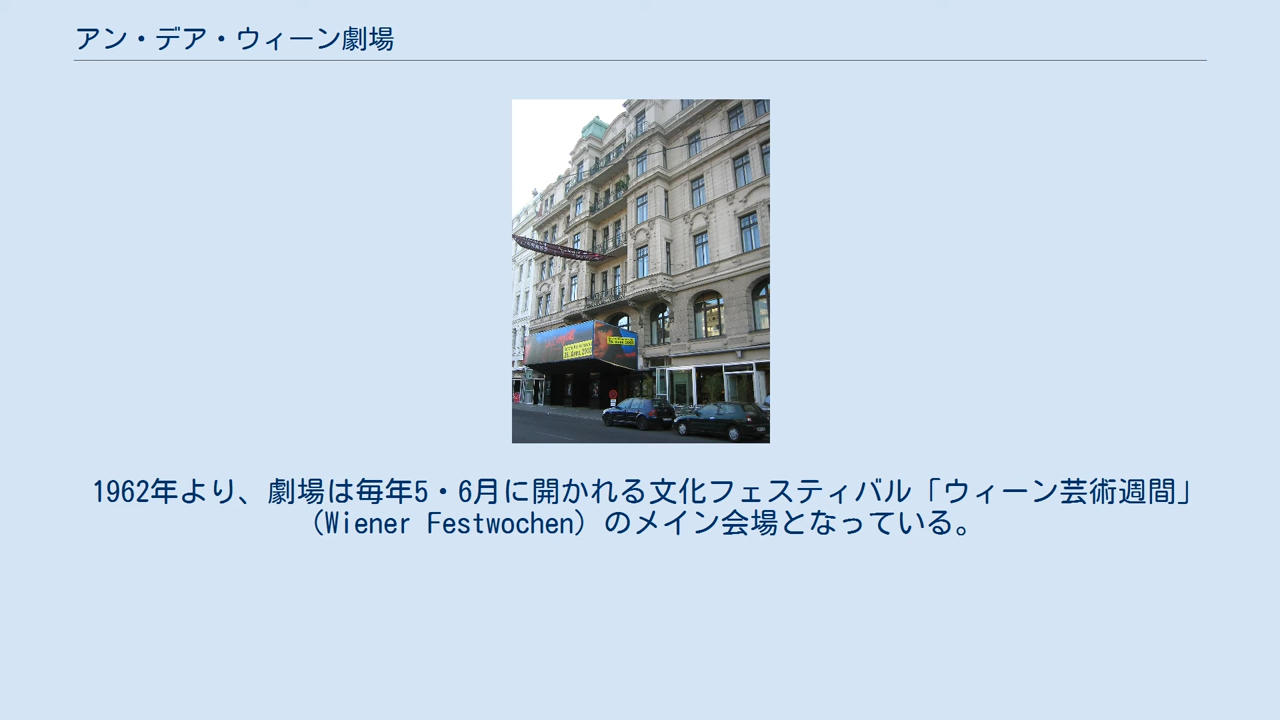 アン・デア・ウィーン劇場
1962年より、劇場は毎年5・6月に開かれる文化フェスティバル「ウィーン芸術週間」
（Wiener Festwochen）のメイン会場となっている。